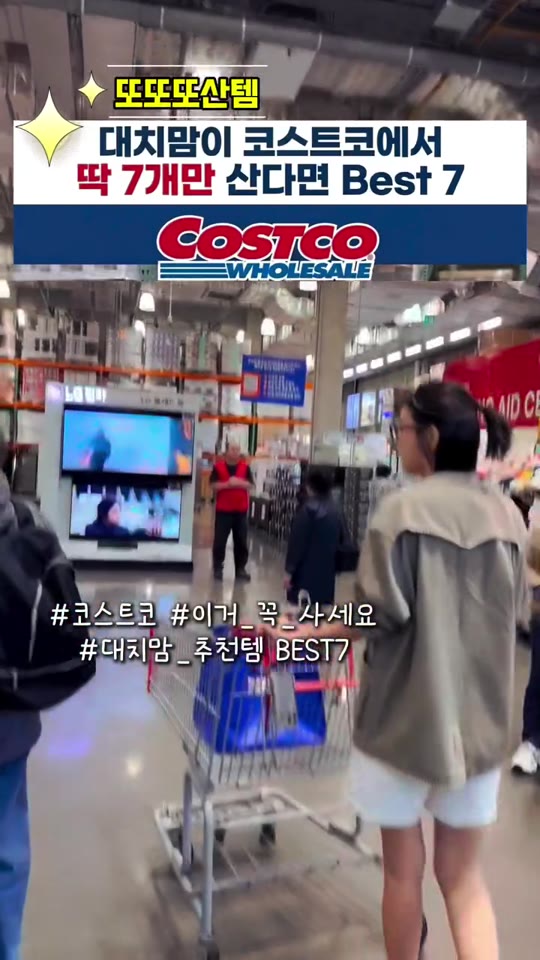 또또또산템
대치맘이 코스트코에서
딱 7개만 산다면 Best 7
COSTCO
WHOLESALE
LG
AID CE
#코스트코 #이거_꼭_사세요
#대치맘_추천템 BEST7